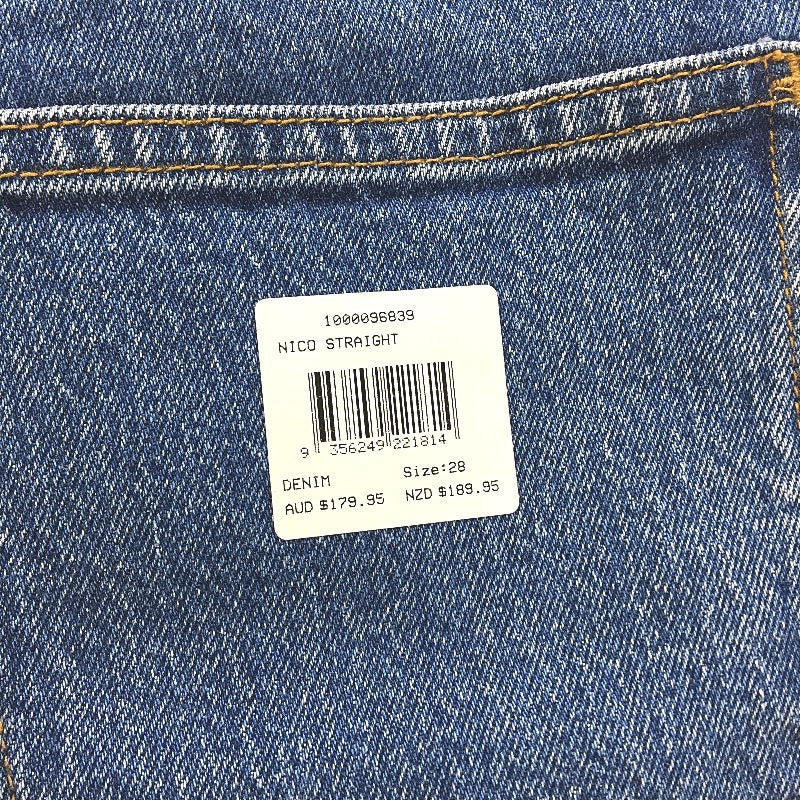 1000096839
NICO STRAIGHT
9 356249 221814
DENIM Size:28
AUD $179.95 NZD $189.95